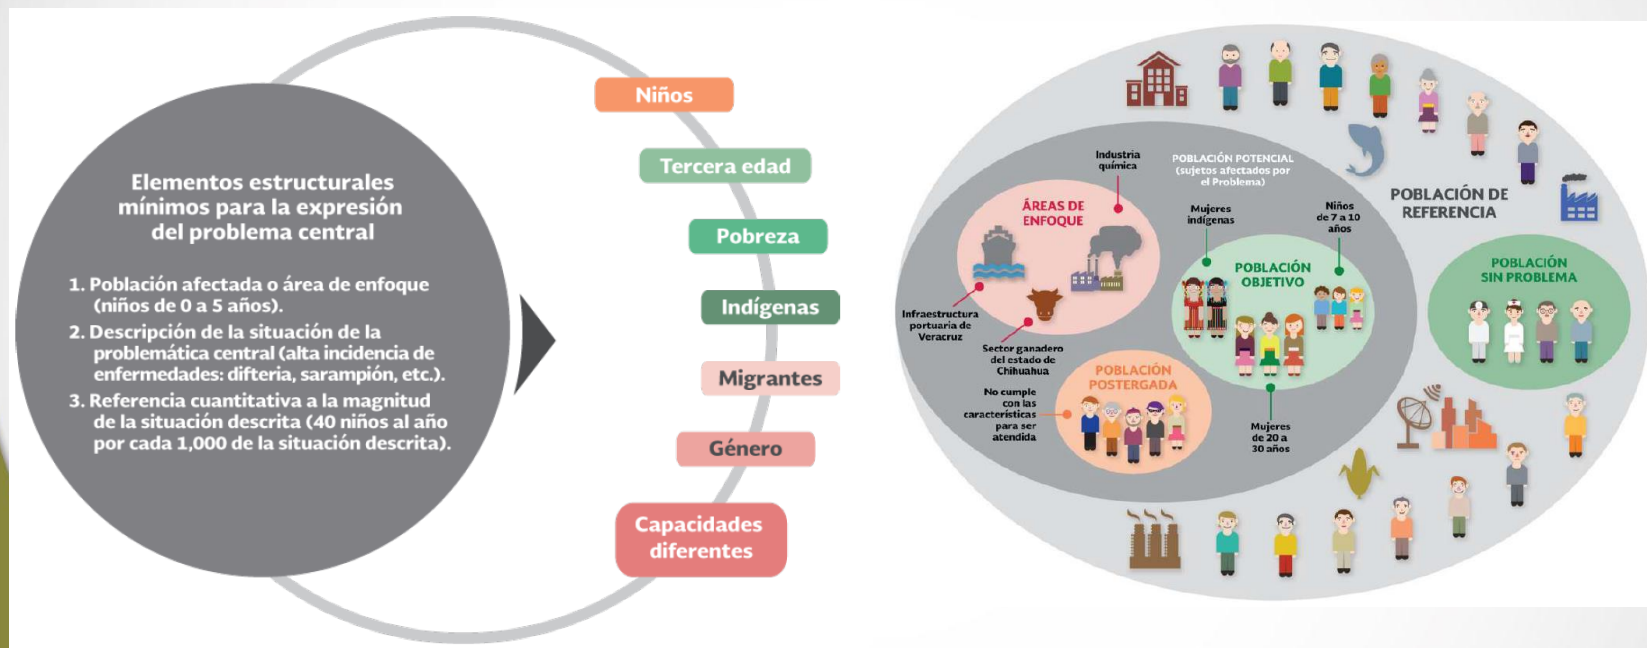 Elementos estructurales
mínimos para la expresión
del problema central
1. Población afectada o área de enfoque
(niños de 0 a 5 años).
2. Descripción de la situación de la
problemática central (alta incidencia de
enfermedades: difteria, sarampión, etc.).
3. Referencia cuantitativa a la magnitud
de la situación descrita (40 niños al año
por cada 1,000 de la situación descrita).
Niños
Tercera edad
Pobreza
Indígenas
Migrantes
Género
Capacidades
diferentes
Industria
química
POBLACIÓN POTENCIAL
(sujetos afectados por
el Problema)
POBLACIÓN DE
REFERENCIA
ÁREAS DE
ENFOQUE
Mujeres
indígenas
Niños
de 7 a 10
años
POBLACIÓN
OBJETIVO
POBLACIÓN
SIN PROBLEMA
Infraestructura
portuaria de
Veracruz
Sector ganadero
del estado de
Chihuahua
POBLACIÓN
POSTERGADA
No cumple
con las
características
para ser
atendida
Mujeres
de 20 a
30 años